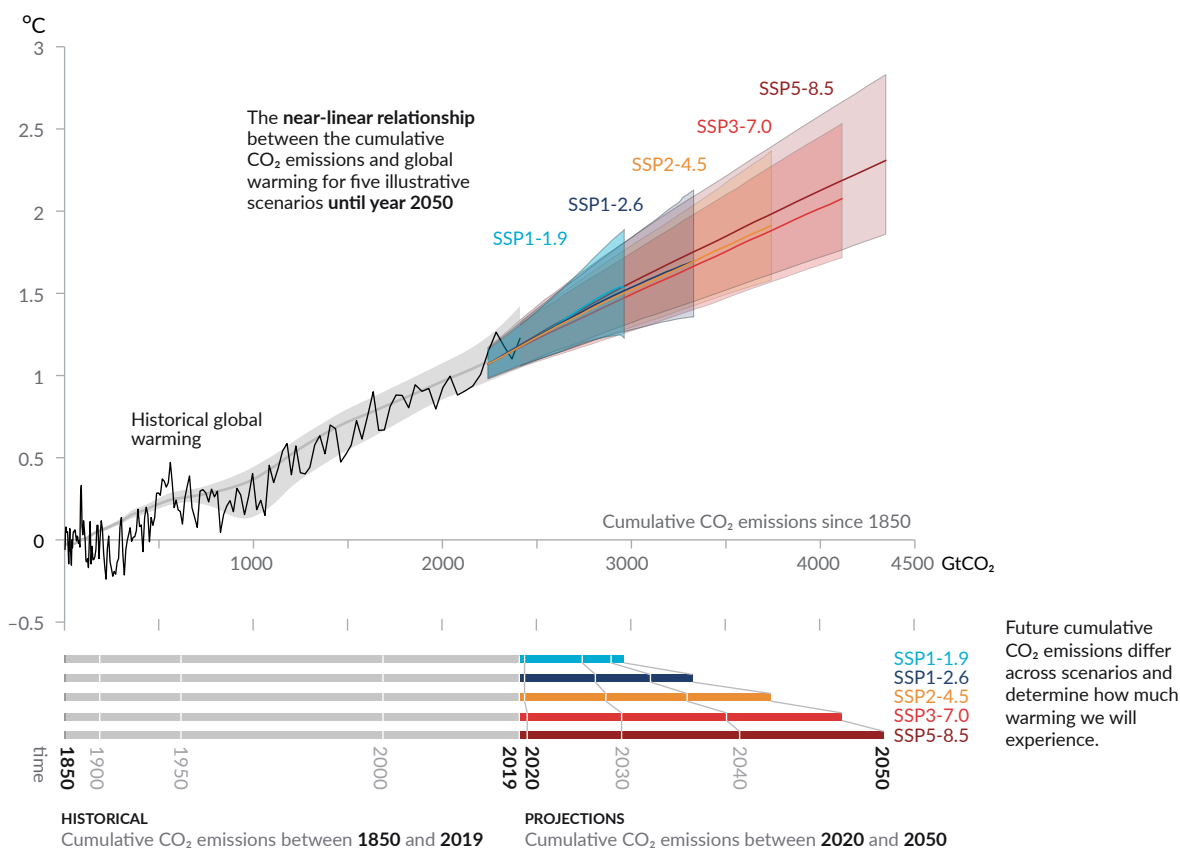 °C
3
2.5
2
1.5
1
0.5
0
–0.5
The near-linear relationship
between the cumulative
CO₂ emissions and global
warming for five illustrative
scenarios until year 2050
SSP5-8.5
SSP3-7.0
SSP2-4.5
SSP1-2.6
SSP1-1.9
Historical global
warming
Cumulative CO₂ emissions since 1850
1000
2000
3000
4000
4500
GtCO₂
Future cumulative
CO₂ emissions differ
across scenarios and
determine how much
warming we will
experience.
SSP1-1.9
SSP1-2.6
SSP2-4.5
SSP3-7.0
SSP5-8.5
time
1850
1900
1950
2000
2019
2020
2030
2040
2050
HISTORICAL
Cumulative CO₂ emissions between 1850 and 2019
PROJECTIONS
Cumulative CO₂ emissions between 2020 and 2050